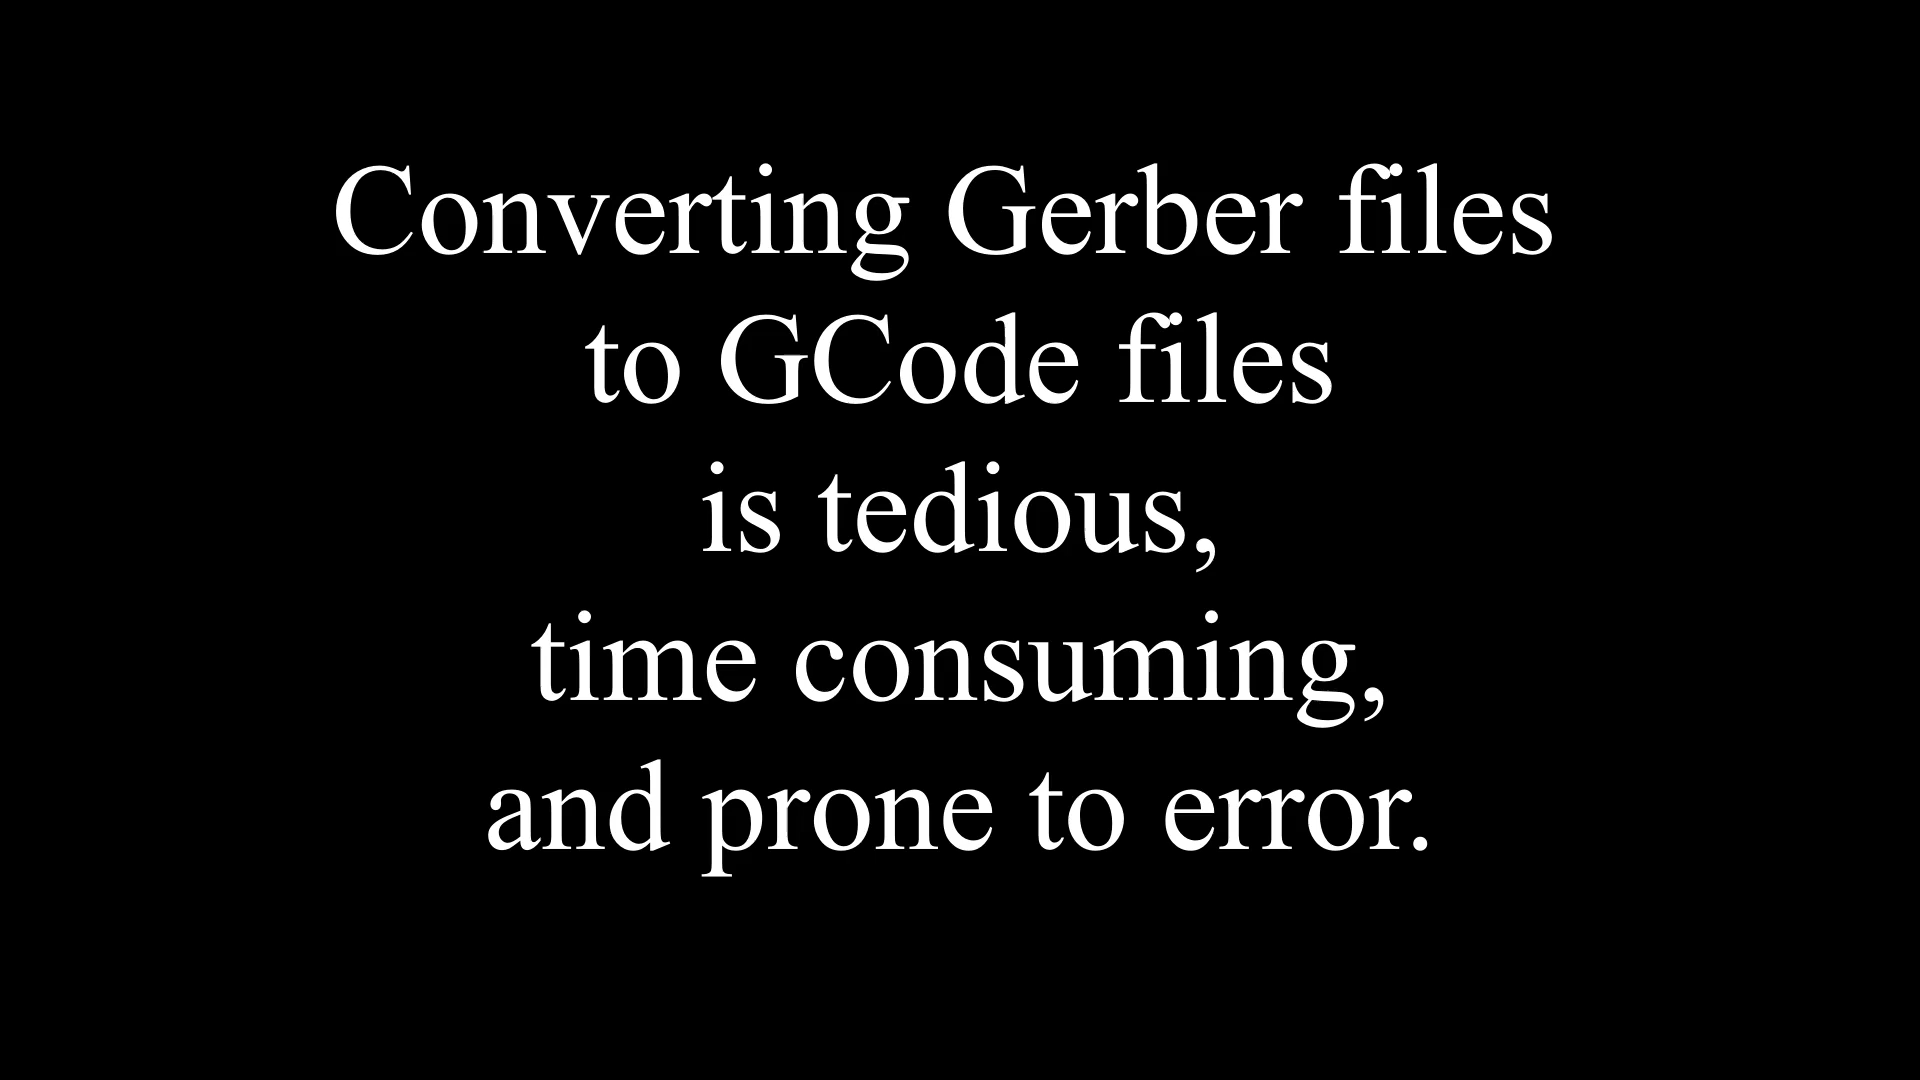 Converting Gerber files
to GCode files
is tedious,
time consuming,
and prone to error.